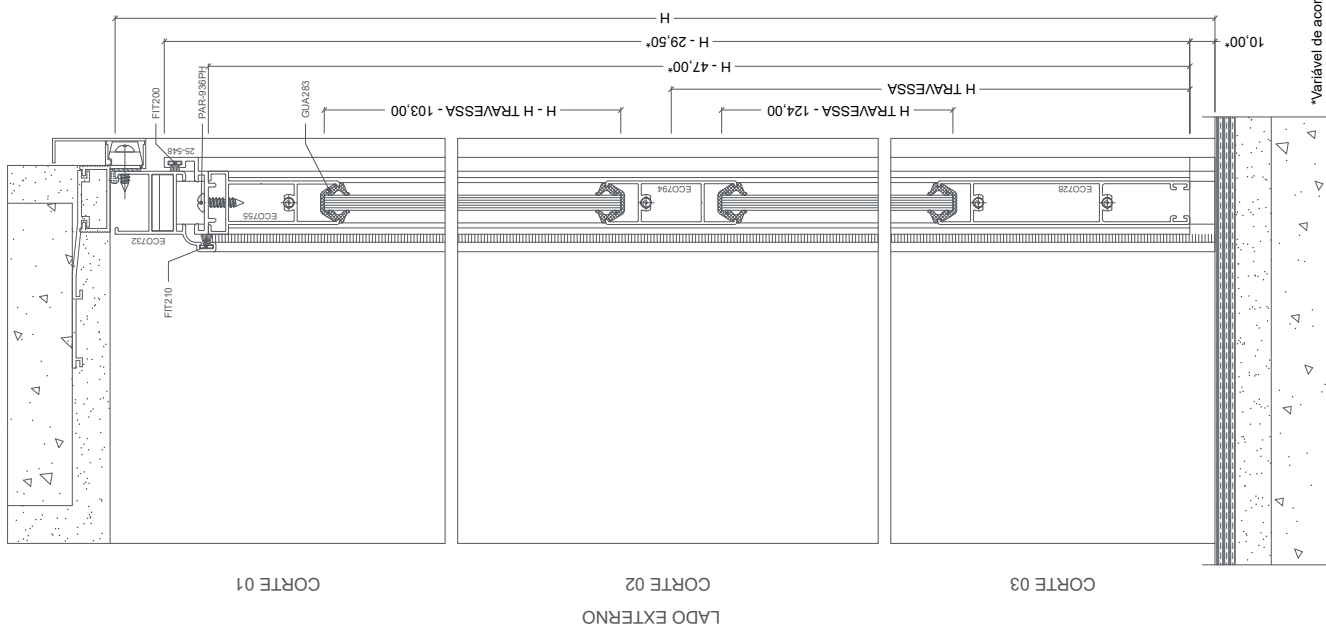 H
H - 29,50*
10,00*
H - 47,00*
H TRAVESSA
H - H TRAVESSA - 103,00
H TRAVESSA - 124,00
FIT200
PAR-936PH
GUA283
25-548
ECO755
ECO794
ECO728
ECO732
FIT210
CORTE 01
CORTE 02
CORTE 03
LADO EXTERNO
*Variável de acor